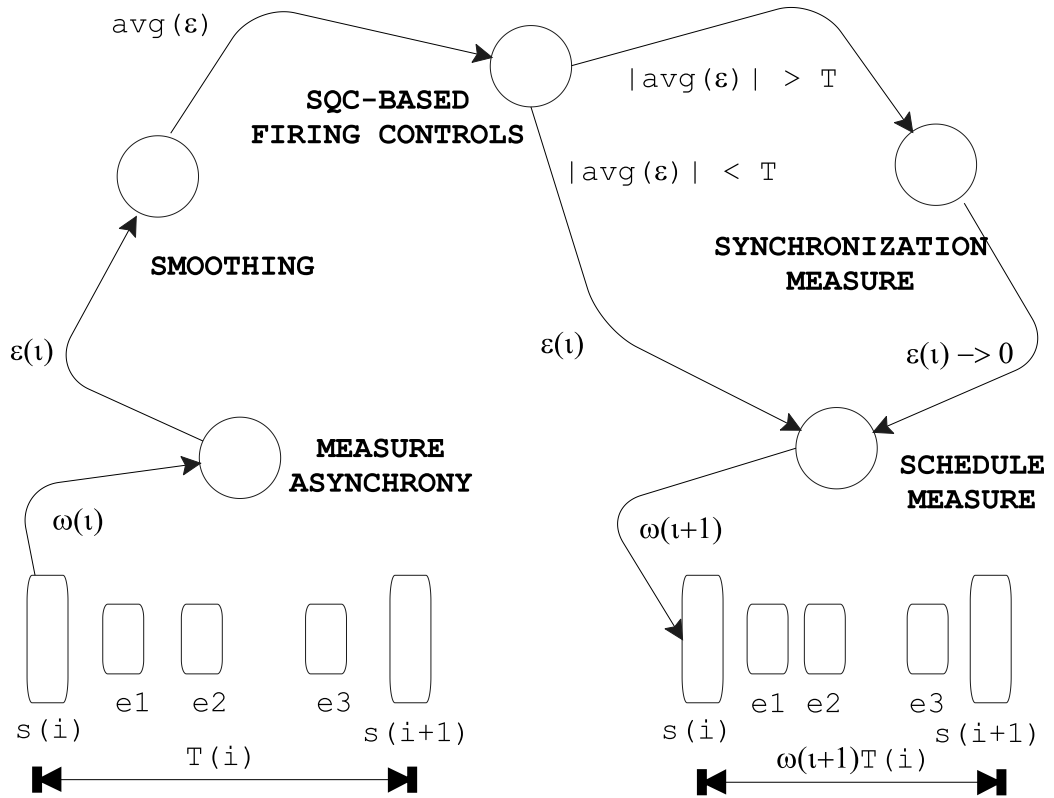 avg(ε)
SQC-BASED
FIRING CONTROLS
|avg(ε)| > T
|avg(ε)| < T
SMOOTHING
SYNCHRONIZATION
MEASURE
ε(ι)
ε(ι)
ε(ι) –> 0
MEASURE
ASYNCHRONY
SCHEDULE
MEASURE
ω(ι)
ω(ι+1)
e1
e2
e3
s(i)
s(i+1)
T(i)
e1
e2
e3
s(i)
s(i+1)
ω(ι+1)T(i)